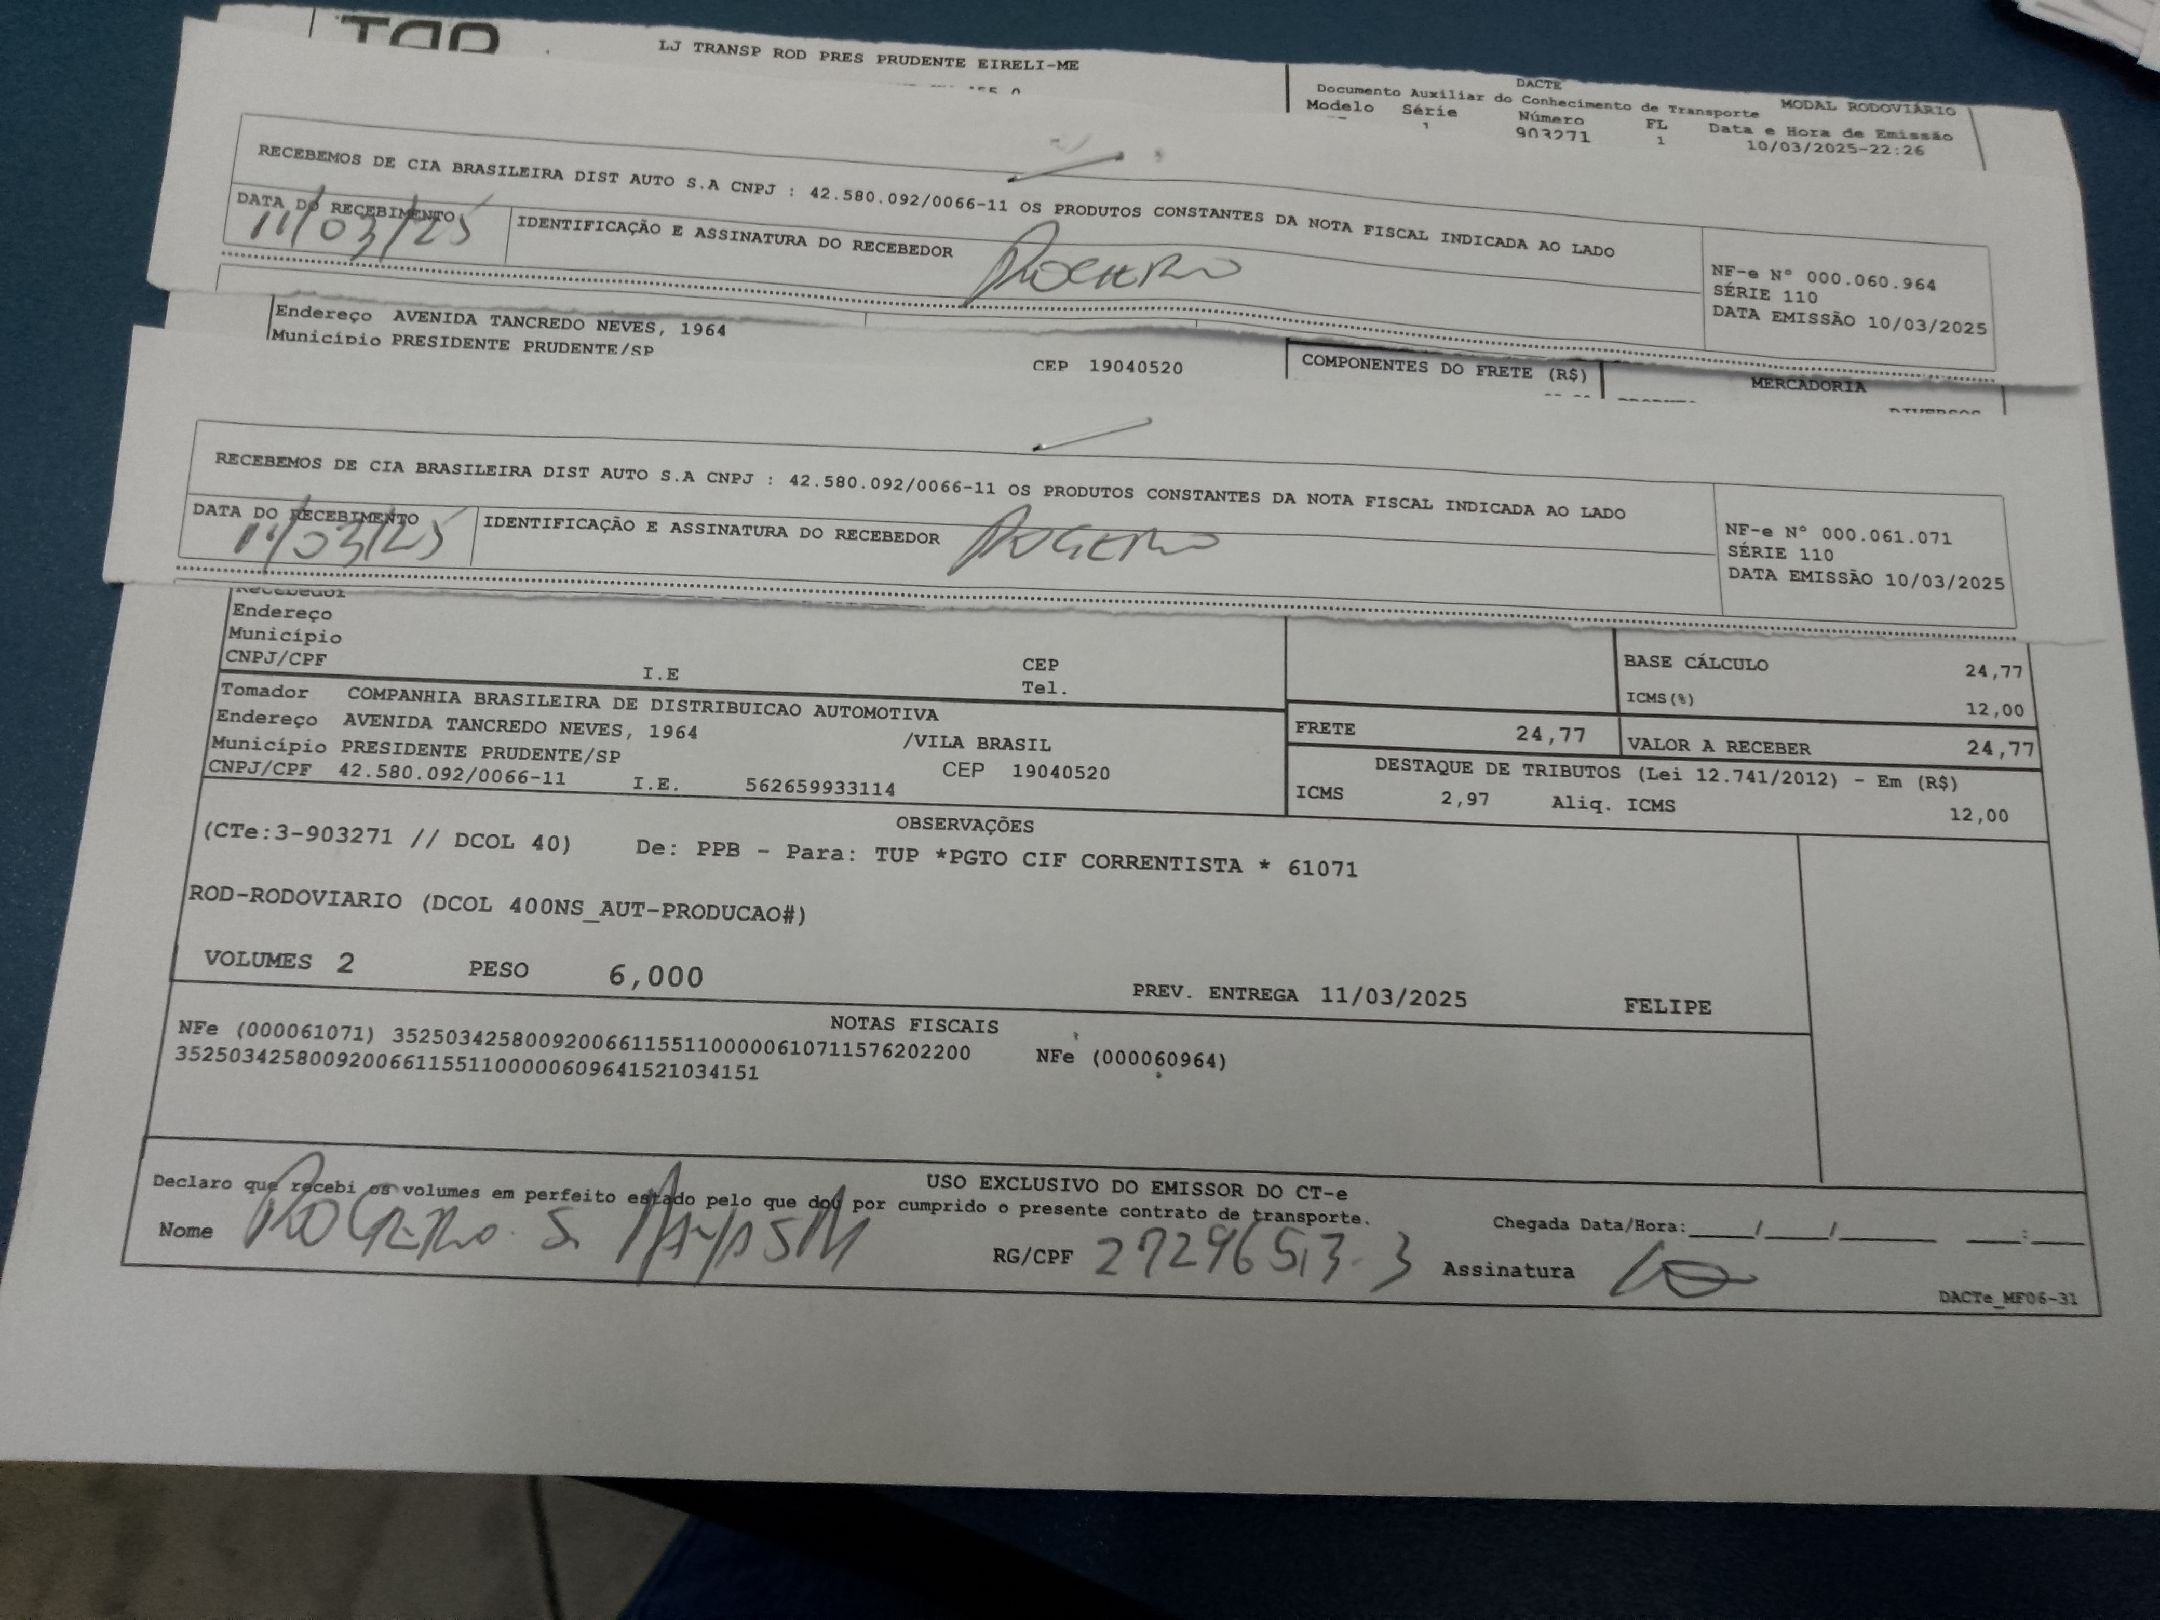 LJ TRANSP ROD PRES PRUDENTE EIRELI-ME
DACTE
Documento Auxiliar do Conhecimento de Transporte MODAL RODOVIÁRIO
Modelo Série Número FL Data e Hora de Emissão
1 903271 1 10/03/2025-22:26
RECEBEMOS DE CIA BRASILEIRA DIST AUTO S.A CNPJ : 42.580.092/0066-11 OS PRODUTOS CONSTANTES DA NOTA FISCAL INDICADA AO LADO
DATA DO RECEBIMENTO IDENTIFICAÇÃO E ASSINATURA DO RECEBEDOR
11/03/25 ROGERIO
NF-e Nº 000.060.964
SÉRIE 110
DATA EMISSÃO 10/03/2025
Endereço AVENIDA TANCREDO NEVES, 1964
Município PRESIDENTE PRUDENTE/SP CEP 19040520
COMPONENTES DO FRETE (R$) MERCADORIA
DIVERSOS
RECEBEMOS DE CIA BRASILEIRA DIST AUTO S.A CNPJ : 42.580.092/0066-11 OS PRODUTOS CONSTANTES DA NOTA FISCAL INDICADA AO LADO
DATA DO RECEBIMENTO IDENTIFICAÇÃO E ASSINATURA DO RECEBEDOR
11/03/25 ROGERIO
NF-e Nº 000.061.071
SÉRIE 110
DATA EMISSÃO 10/03/2025
Recebedor
Endereço
Município CEP
CNPJ/CPF I.E Tel.
BASE CÁLCULO 24,77
ICMS(%) 12,00
Tomador COMPANHIA BRASILEIRA DE DISTRIBUICAO AUTOMOTIVA
Endereço AVENIDA TANCREDO NEVES, 1964 /VILA BRASIL
Município PRESIDENTE PRUDENTE/SP CEP 19040520
CNPJ/CPF 42.580.092/0066-11 I.E. 562659933114
FRETE 24,77 VALOR A RECEBER 24,77
DESTAQUE DE TRIBUTOS (Lei 12.741/2012) - Em (R$)
ICMS 2,97 Aliq. ICMS 12,00
OBSERVAÇÕES
(CTe:3-903271 // DCOL 40) De: PPB - Para: TUP *PGTO CIF CORRENTISTA * 61071
ROD-RODOVIARIO (DCOL 400NS_AUT-PRODUCAO#)
VOLUMES 2 PESO 6,000 PREV. ENTREGA 11/03/2025 FELIPE
NOTAS FISCAIS
NFe (000061071) 35250342580092006611551100000610711576202200 NFe (000060964)
35250342580092006611551100000609641521034151
USO EXCLUSIVO DO EMISSOR DO CT-e
Declaro que recebi os volumes em perfeito estado pelo que dou por cumprido o presente contrato de transporte. Chegada Data/Hora:____/____/______ ___:___
Nome ROGERIO S. RG/CPF 27296513-3 Assinatura
DACTe_MF06-31